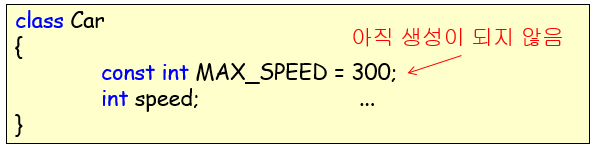 class Car
{
아직 생성이 되지 않음
const int MAX_SPEED = 300;
int speed; ...
}